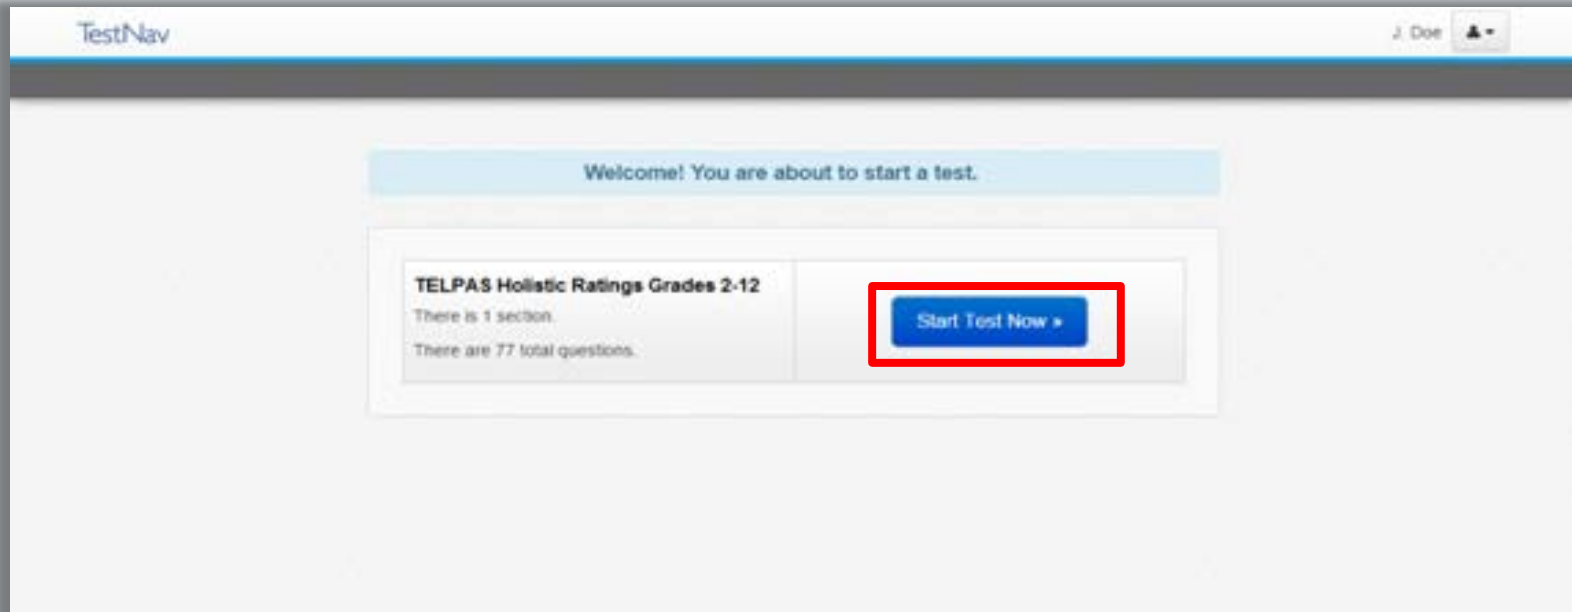 TestNav
J. Doe
Welcome! You are about to start a test.
TELPAS Holistic Ratings Grades 2-12
There is 1 section.
There are 77 total questions.
Start Test Now »